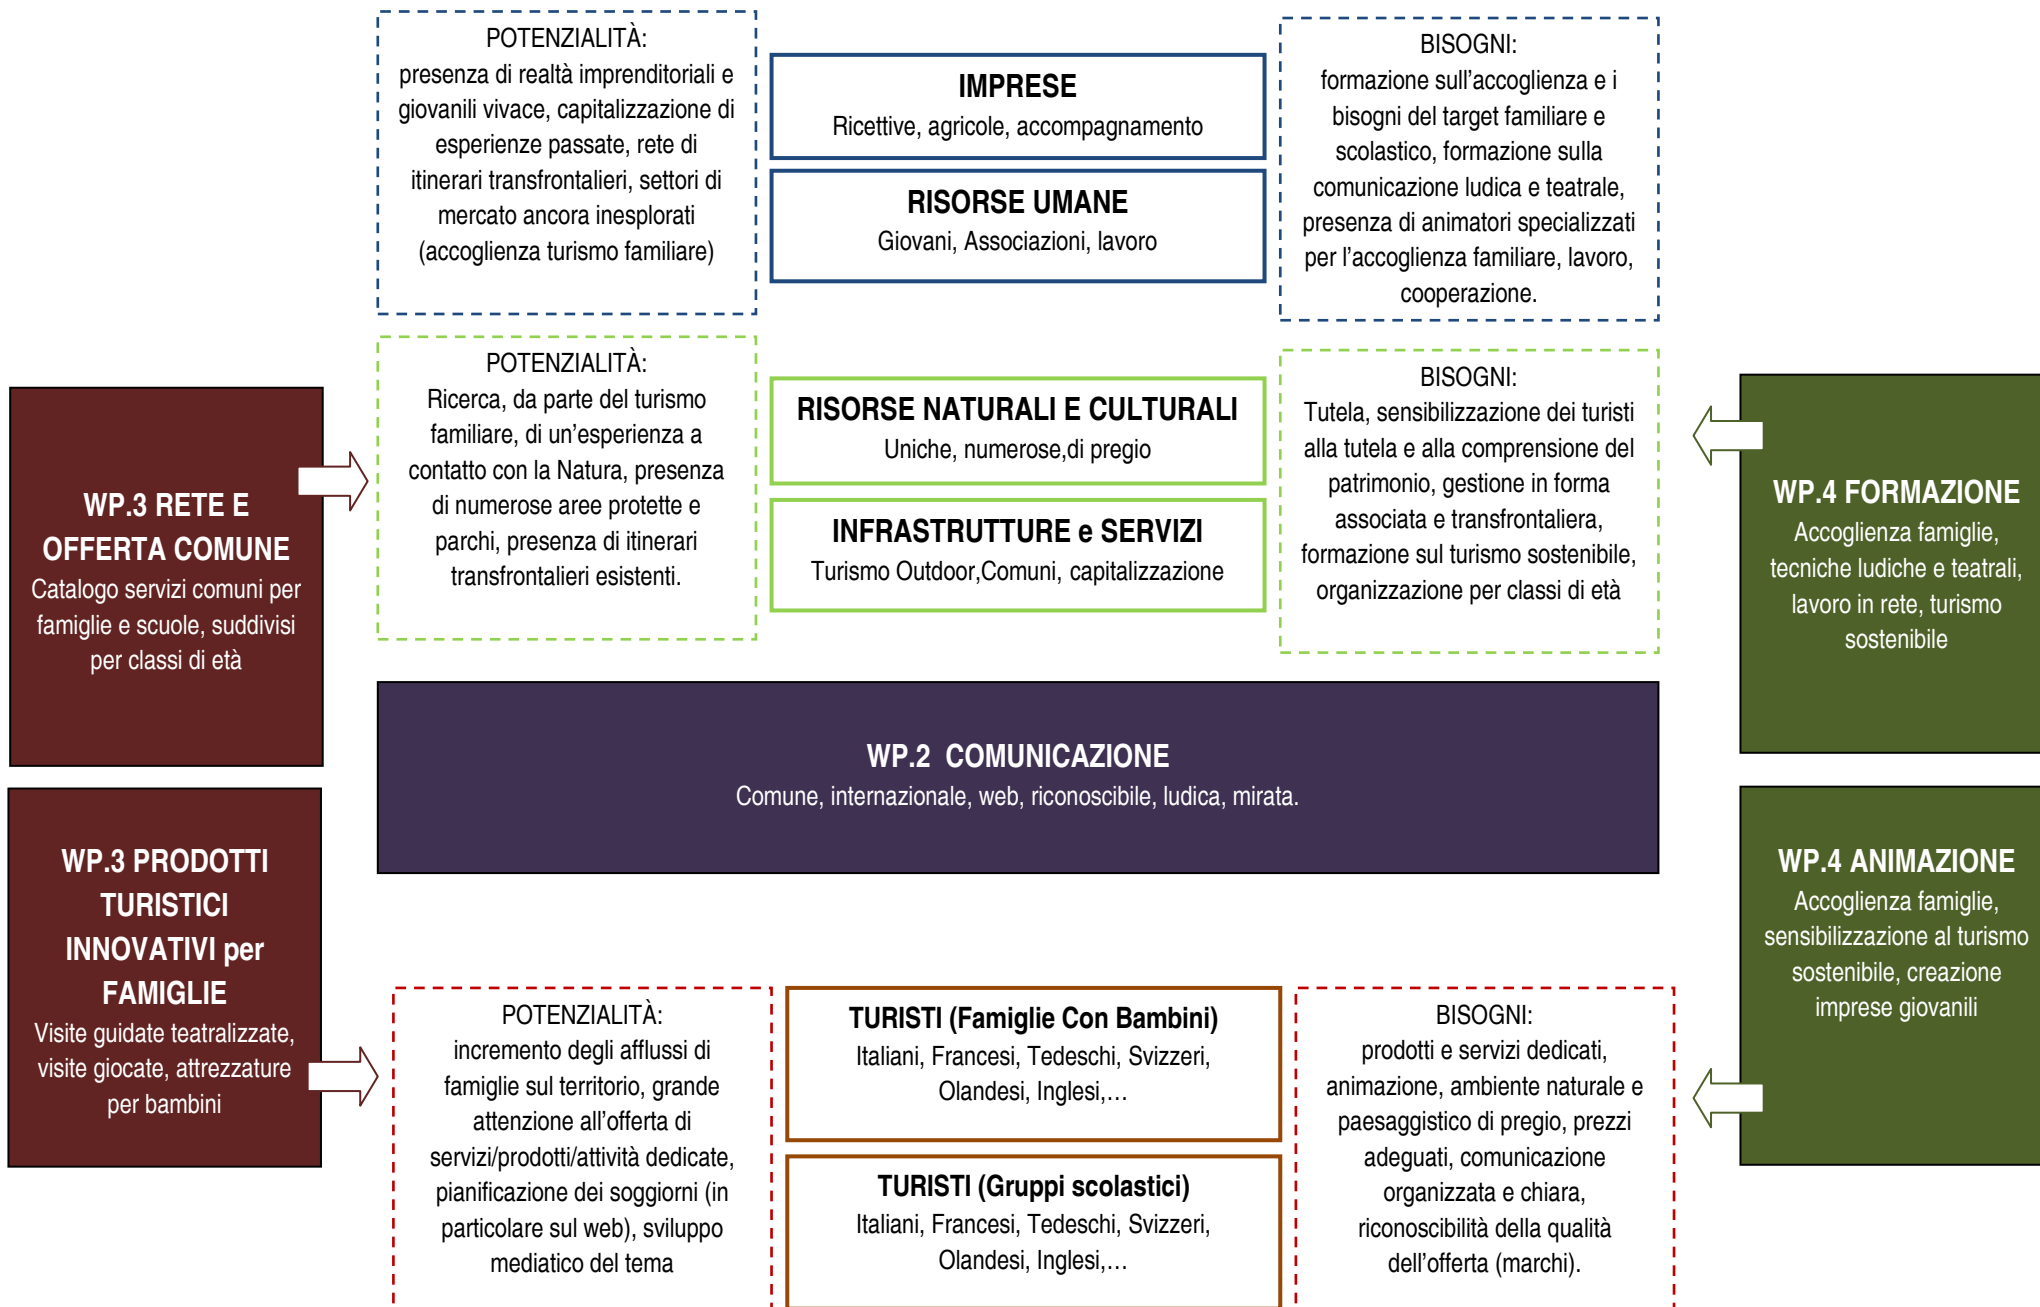 POTENZIALITÀ:
presenza di realtà imprenditoriali e
giovanili vivace, capitalizzazione di
esperienze passate, rete di
itinerari transfrontalieri, settori di
mercato ancora inesplorati
(accoglienza turismo familiare)
IMPRESE
Ricettive, agricole, accompagnamento
RISORSE UMANE
Giovani, Associazioni, lavoro
BISOGNI:
formazione sull'accoglienza e i
bisogni del target familiare e
scolastico, formazione sulla
comunicazione ludica e teatrale,
presenza di animatori specializzati
per l'accoglienza familiare, lavoro,
cooperazione.
WP.3 RETE E
OFFERTA COMUNE
Catalogo servizi comuni per
famiglie e scuole, suddivisi
per classi di età
POTENZIALITÀ:
Ricerca, da parte del turismo
familiare, di un'esperienza a
contatto con la Natura, presenza
di numerose aree protette e
parchi, presenza di itinerari
transfrontalieri esistenti.
RISORSE NATURALI E CULTURALI
Uniche, numerose,di pregio
INFRASTRUTTURE e SERVIZI
Turismo Outdoor,Comuni, capitalizzazione
BISOGNI:
Tutela, sensibilizzazione dei turisti
alla tutela e alla comprensione del
patrimonio, gestione in forma
associata e transfrontaliera,
formazione sul turismo sostenibile,
organizzazione per classi di età
WP.4 FORMAZIONE
Accoglienza famiglie,
tecniche ludiche e teatrali,
lavoro in rete, turismo
sostenibile
WP.2 COMUNICAZIONE
Comune, internazionale, web, riconoscibile, ludica, mirata.
WP.3 PRODOTTI
TURISTICI
INNOVATIVI per
FAMIGLIE
Visite guidate teatralizzate,
visite giocate, attrezzature
per bambini
POTENZIALITÀ:
incremento degli afflussi di
famiglie sul territorio, grande
attenzione all'offerta di
servizi/prodotti/attività dedicate,
pianificazione dei soggiorni (in
particolare sul web), sviluppo
mediatico del tema
TURISTI (Famiglie Con Bambini)
Italiani, Francesi, Tedeschi, Svizzeri,
Olandesi, Inglesi,…
TURISTI (Gruppi scolastici)
Italiani, Francesi, Tedeschi, Svizzeri,
Olandesi, Inglesi,…
BISOGNI:
prodotti e servizi dedicati,
animazione, ambiente naturale e
paesaggistico di pregio, prezzi
adeguati, comunicazione
organizzata e chiara,
riconoscibilità della qualità
dell'offerta (marchi).
WP.4 ANIMAZIONE
Accoglienza famiglie,
sensibilizzazione al turismo
sostenibile, creazione
imprese giovanili